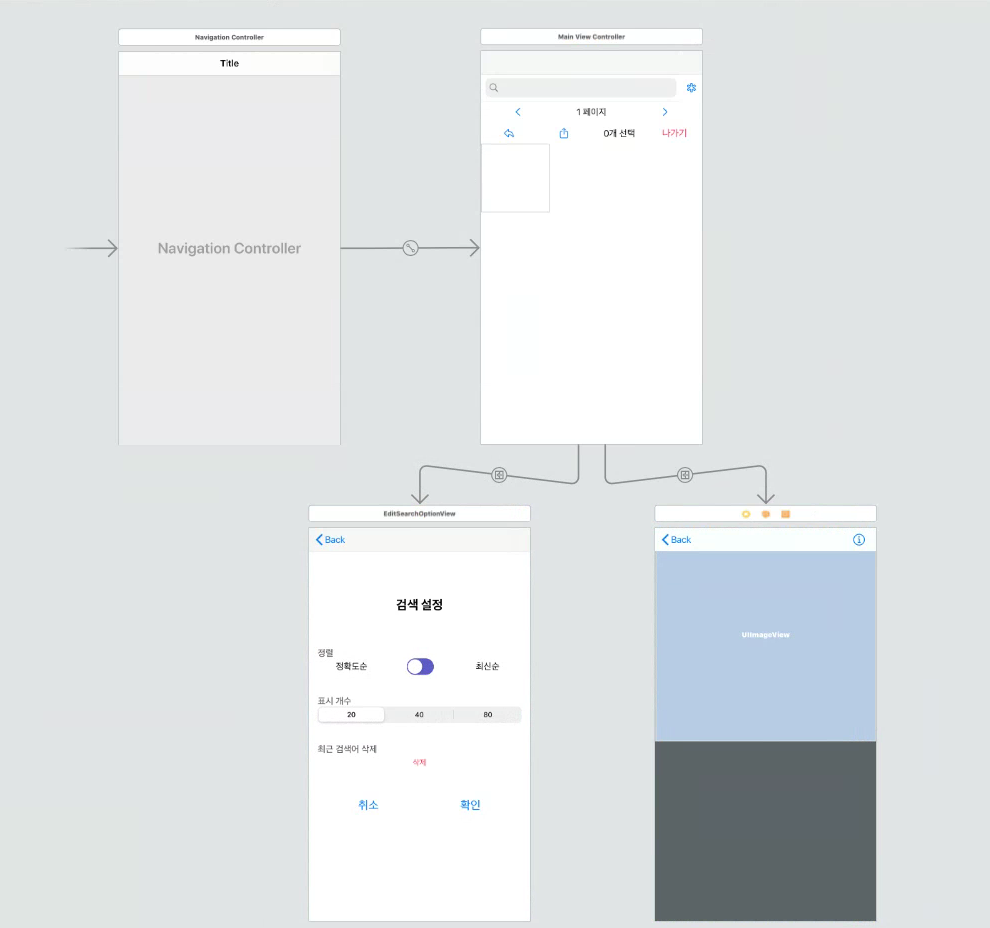 Navigation Controller
Title
Navigation Controller
Main View Controller
1 페이지
0개 선택
나가기
EditSearchOptionView
Back
검색 설정
정렬
정확도순
최신순
표시 개수
20
40
80
최근 검색어 삭제
삭제
취소
확인
Back
UIImageView